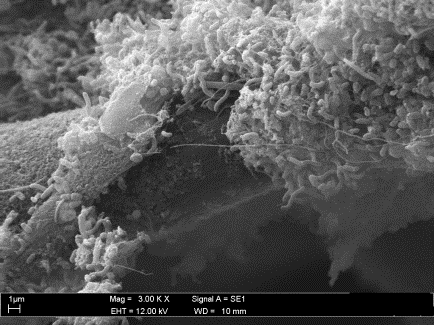 1µm Mag = 3.00 K X Signal A = SE1
EHT = 12.00 kV WD = 10 mm